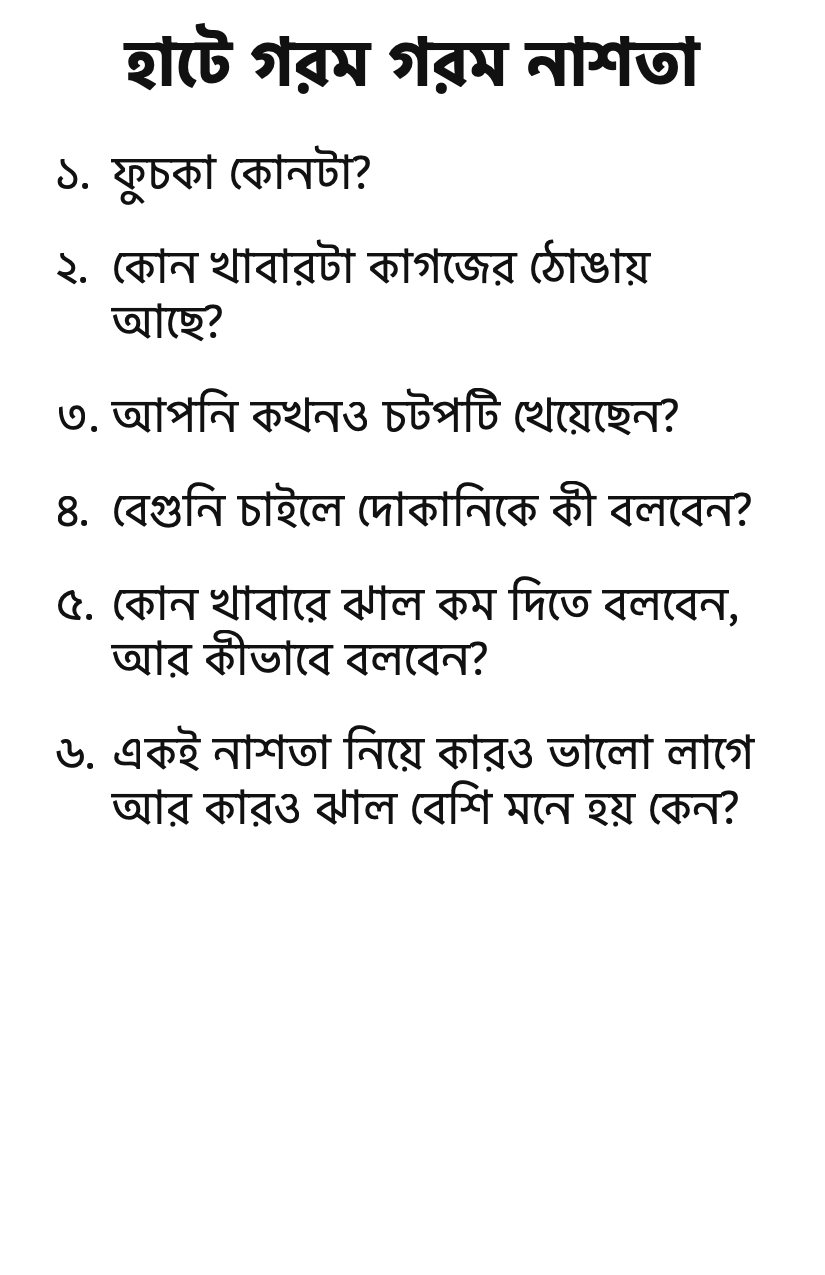 হাটে গরম গরম নাশতা
১. ফুচকা কোনটা?
২. কোন খাবারটা কাগজের ঠোঙায়
আছে?
৩. আপনি কখনও চটপটি খেয়েছেন?
৪. বেগুনি চাইলে দোকানিকে কী বলবেন?
৫. কোন খাবারে ঝাল কম দিতে বলবেন,
আর কীভাবে বলবেন?
৬. একই নাশতা নিয়ে কারও ভালো লাগে
আর কারও ঝাল বেশি মনে হয় কেন?